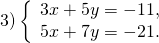 3) { 3x + 5y = −11,
5x + 7y = −21.